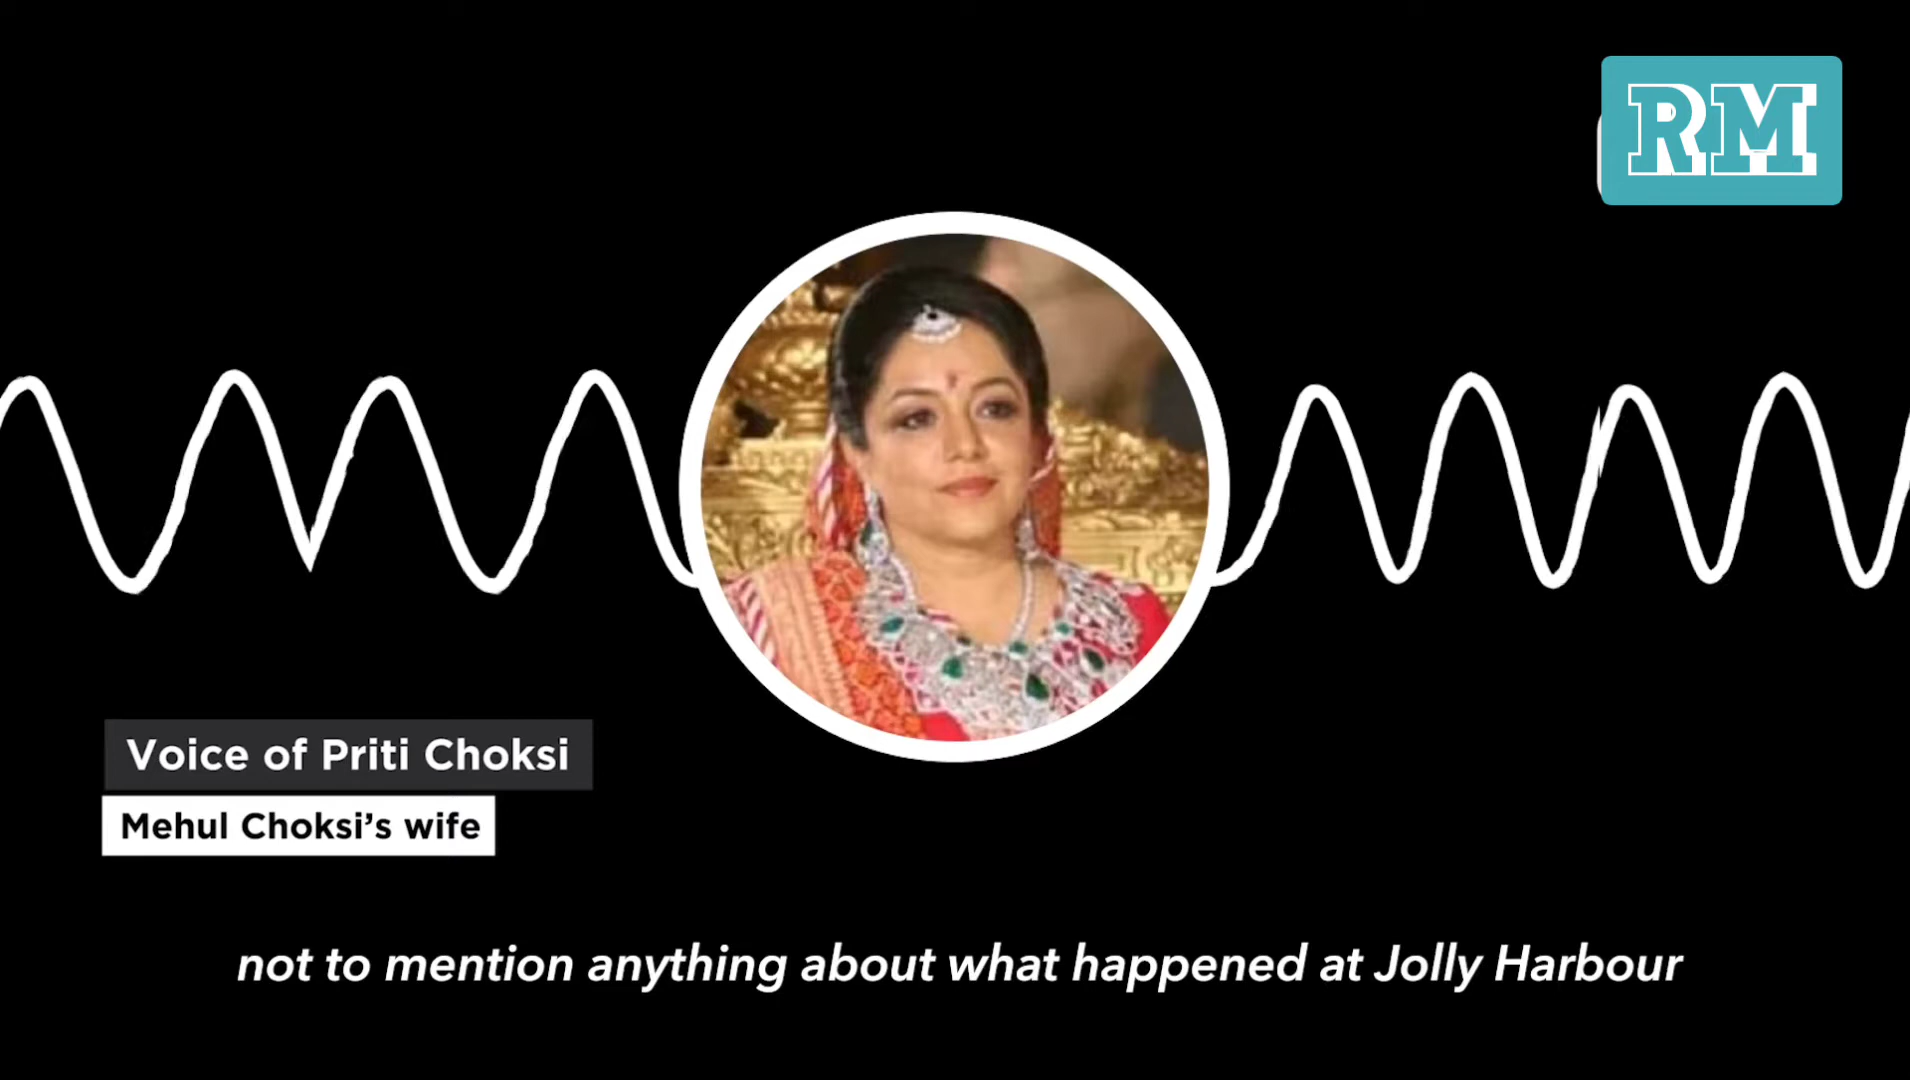 RM
Voice of Priti Choksi
Mehul Choksi’s wife
not to mention anything about what happened at Jolly Harbour